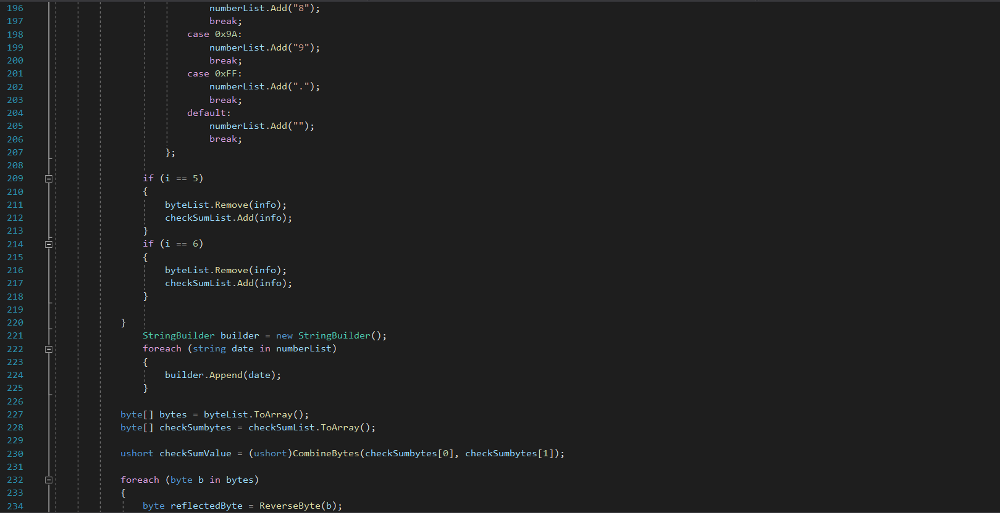 196 numberList.Add("8");
197 break;
198 case 0x9A:
199 numberList.Add("9");
200 break;
201 case 0xFF:
202 numberList.Add(".");
203 break;
204 default:
205 numberList.Add("");
206 break;
207 };
208
209 if (i == 5)
210 {
211 byteList.Remove(info);
212 checkSumList.Add(info);
213 }
214 if (i == 6)
215 {
216 byteList.Remove(info);
217 checkSumList.Add(info);
218 }
219
220 }
221 StringBuilder builder = new StringBuilder();
222 foreach (string date in numberList)
223 {
224 builder.Append(date);
225 }
226
227 byte[] bytes = byteList.ToArray();
228 byte[] checkSumbytes = checkSumList.ToArray();
229
230 ushort checkSumValue = (ushort)CombineBytes(checkSumbytes[0], checkSumbytes[1]);
231
232 foreach (byte b in bytes)
233 {
234 byte reflectedByte = ReverseByte(b);